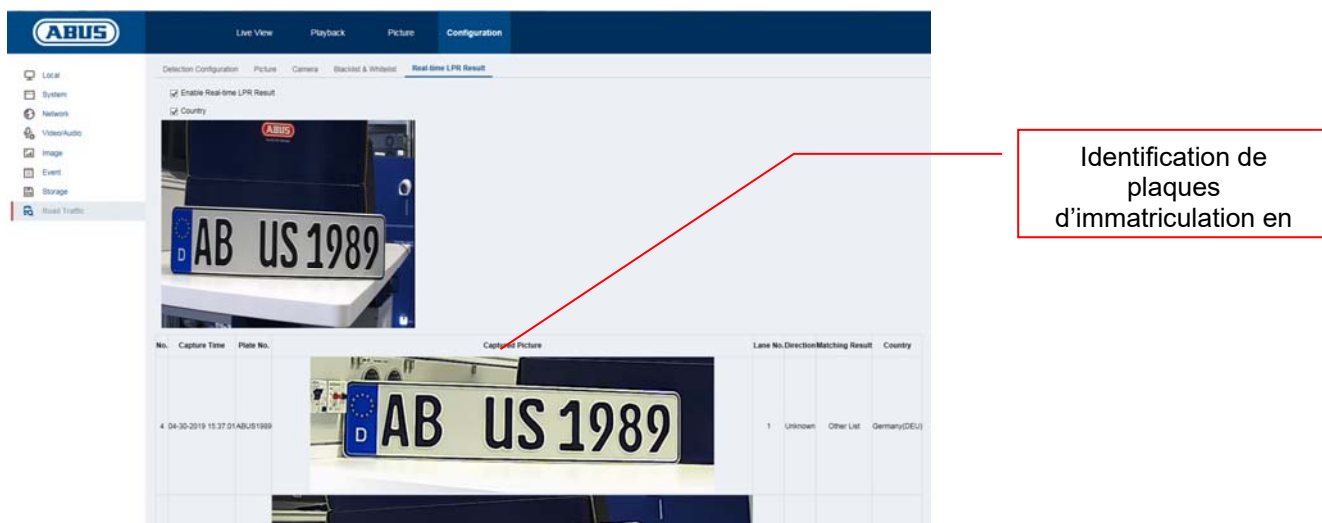 ABUS
Live View Playback Picture Configuration
Detection Configuration Picture Camera Blacklist & Whitelist Real-time LPR Result
Local
System
Network
Video/Audio
Image
Event
Storage
Road Traffic
Enable Real-time LPR Result
Country
ABUS
D AB US 1989
Identification de
plaques
d'immatriculation en
No. Capture Time Plate No. Captured Picture Lane No. Direction Matching Result Country
4 04-30-2019 15:37:01 ABUS1989 1 Unknown Other List Germany(DEU)
D AB US 1989